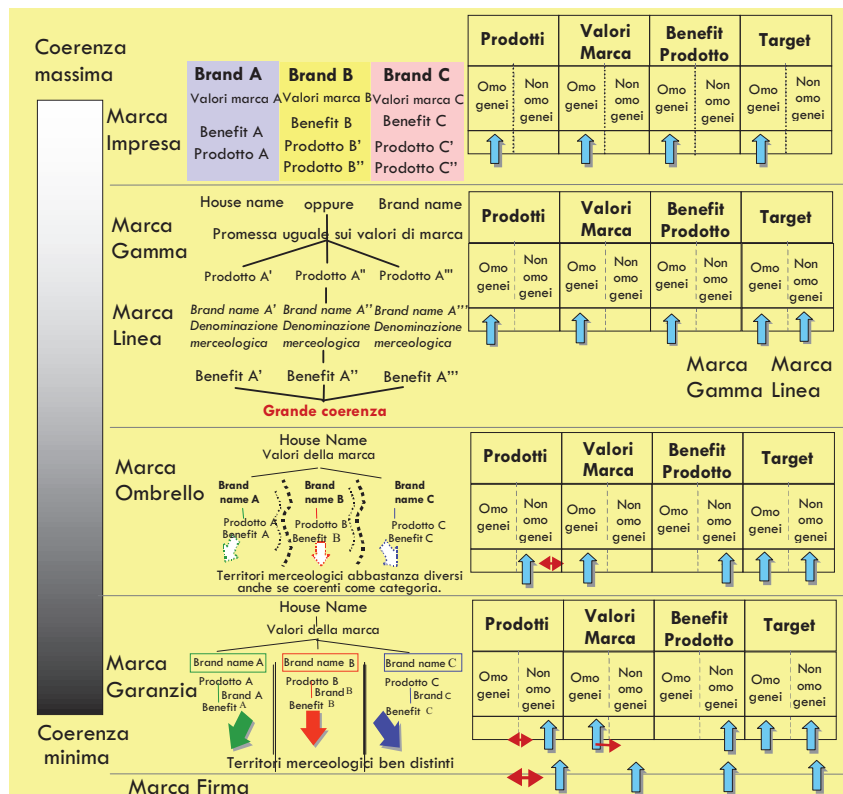 Coerenza
massima
Marca
Impresa
Brand A Brand B Brand C
Valori marca A Valori marca B Valori marca C
Benefit A Benefit B Benefit C
Prodotto A Prodotto B' Prodotto C'
Prodotto B" Prodotto C"
Prodotti Valori Marca Benefit Prodotto Target
Omo genei Non omo genei Omo genei Non omo genei Omo genei Non omo genei Omo genei Non omo genei
Marca
Gamma
House name oppure Brand name
Promessa uguale sui valori di marca
Prodotto A' Prodotto A" Prodotto A'"
Marca
Linea
Brand name A' Brand name A" Brand name A'"
Denominazione Denominazione Denominazione
merceologica merceologica merceologica
Benefit A' Benefit A" Benefit A'"
Grande coerenza
Prodotti Valori Marca Benefit Prodotto Target
Omo genei Non omo genei Omo genei Non omo genei Omo genei Non omo genei Omo genei Non omo genei
Marca Marca
Gamma Linea
Marca
Ombrello
House Name
Valori della marca
Brand Brand Brand
name A name B name C
Prodotto A Prodotto B Prodotto C
Benefit A Benefit B Benefit C
Territori merceologici abbastanza diversi
anche se coerenti come categoria.
Prodotti Valori Marca Benefit Prodotto Target
Omo genei Non omo genei Omo genei Non omo genei Omo genei Non omo genei Omo genei Non omo genei
Marca
Garanzia
House Name
Valori della marca
Brand name A Brand name B Brand name C
Prodotto A Prodotto B Prodotto C
Brand A Brand B Brand C
Benefit A Benefit B Benefit C
Territori merceologici ben distinti
Prodotti Valori Marca Benefit Prodotto Target
Omo genei Non omo genei Omo genei Non omo genei Omo genei Non omo genei Omo genei Non omo genei
Coerenza
minima
Marca Firma